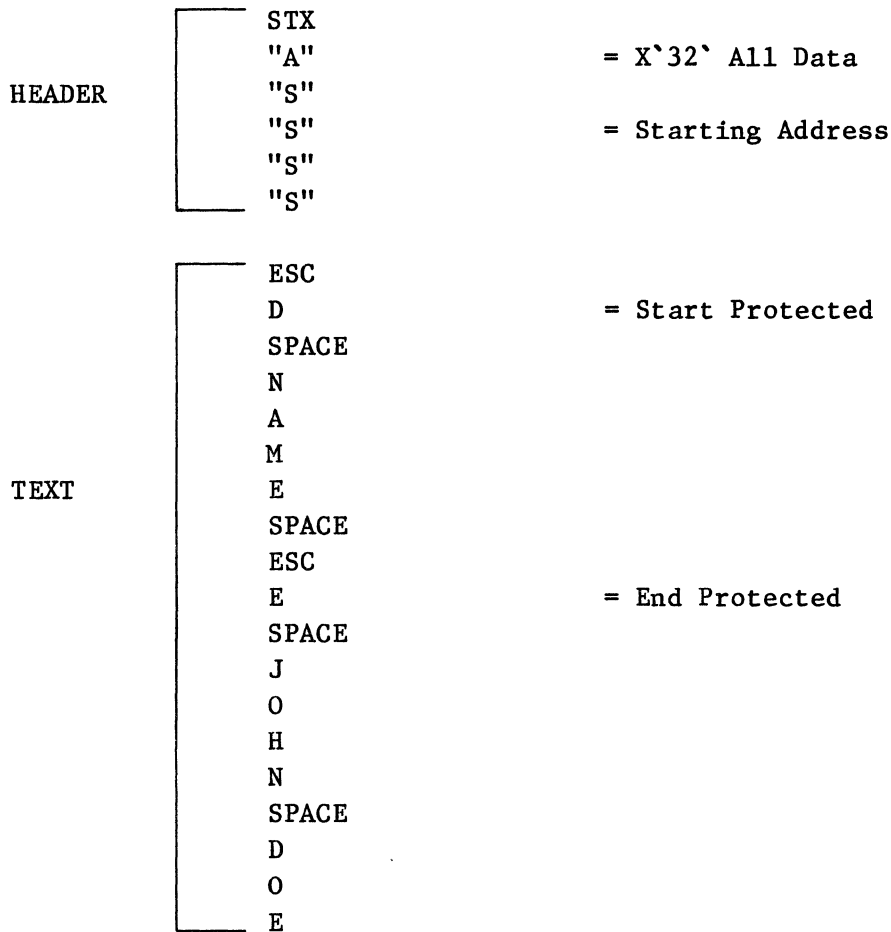 STX
"A" = X`32` All Data
HEADER "S"
"S" = Starting Address
"S"
"S"
ESC
D = Start Protected
SPACE
N
A
M
TEXT E
SPACE
ESC
E = End Protected
SPACE
J
O
H
N
SPACE
D
O
E